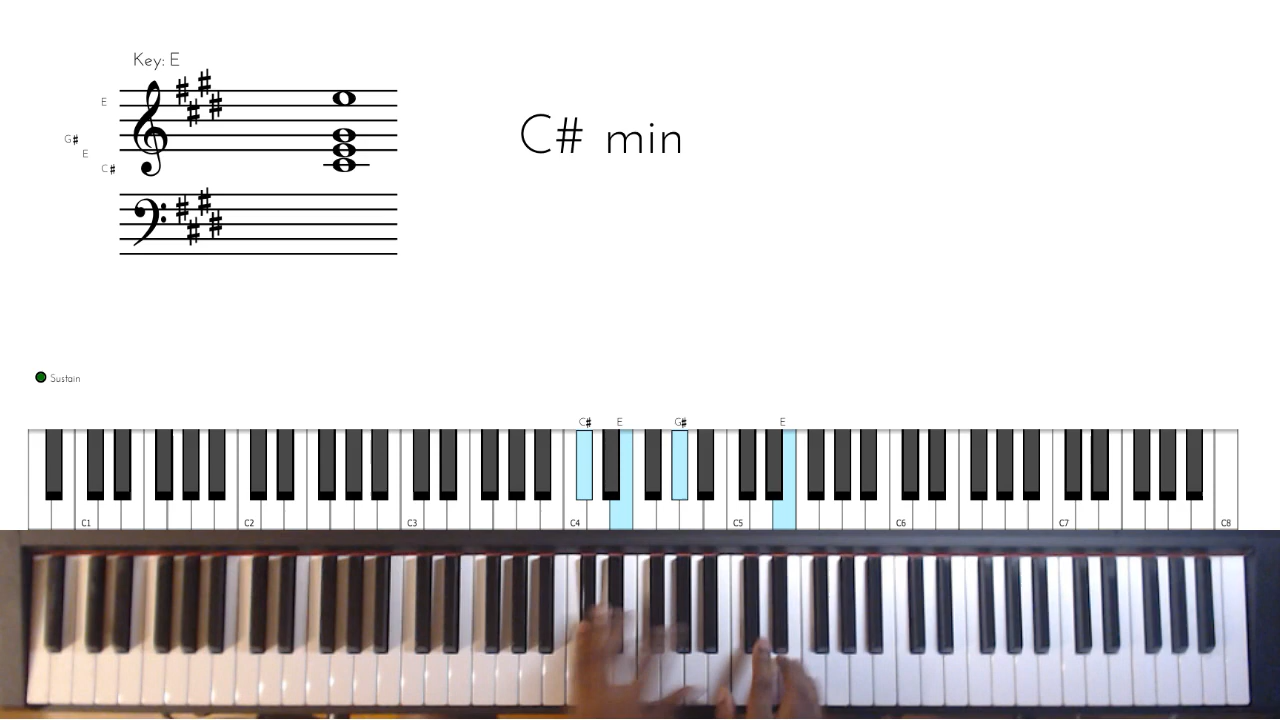 Key: E
E
C# min
G#
E
C#
Sustain
C# E G# E
C1 C2 C3 C4 C5 C6 C7 C8